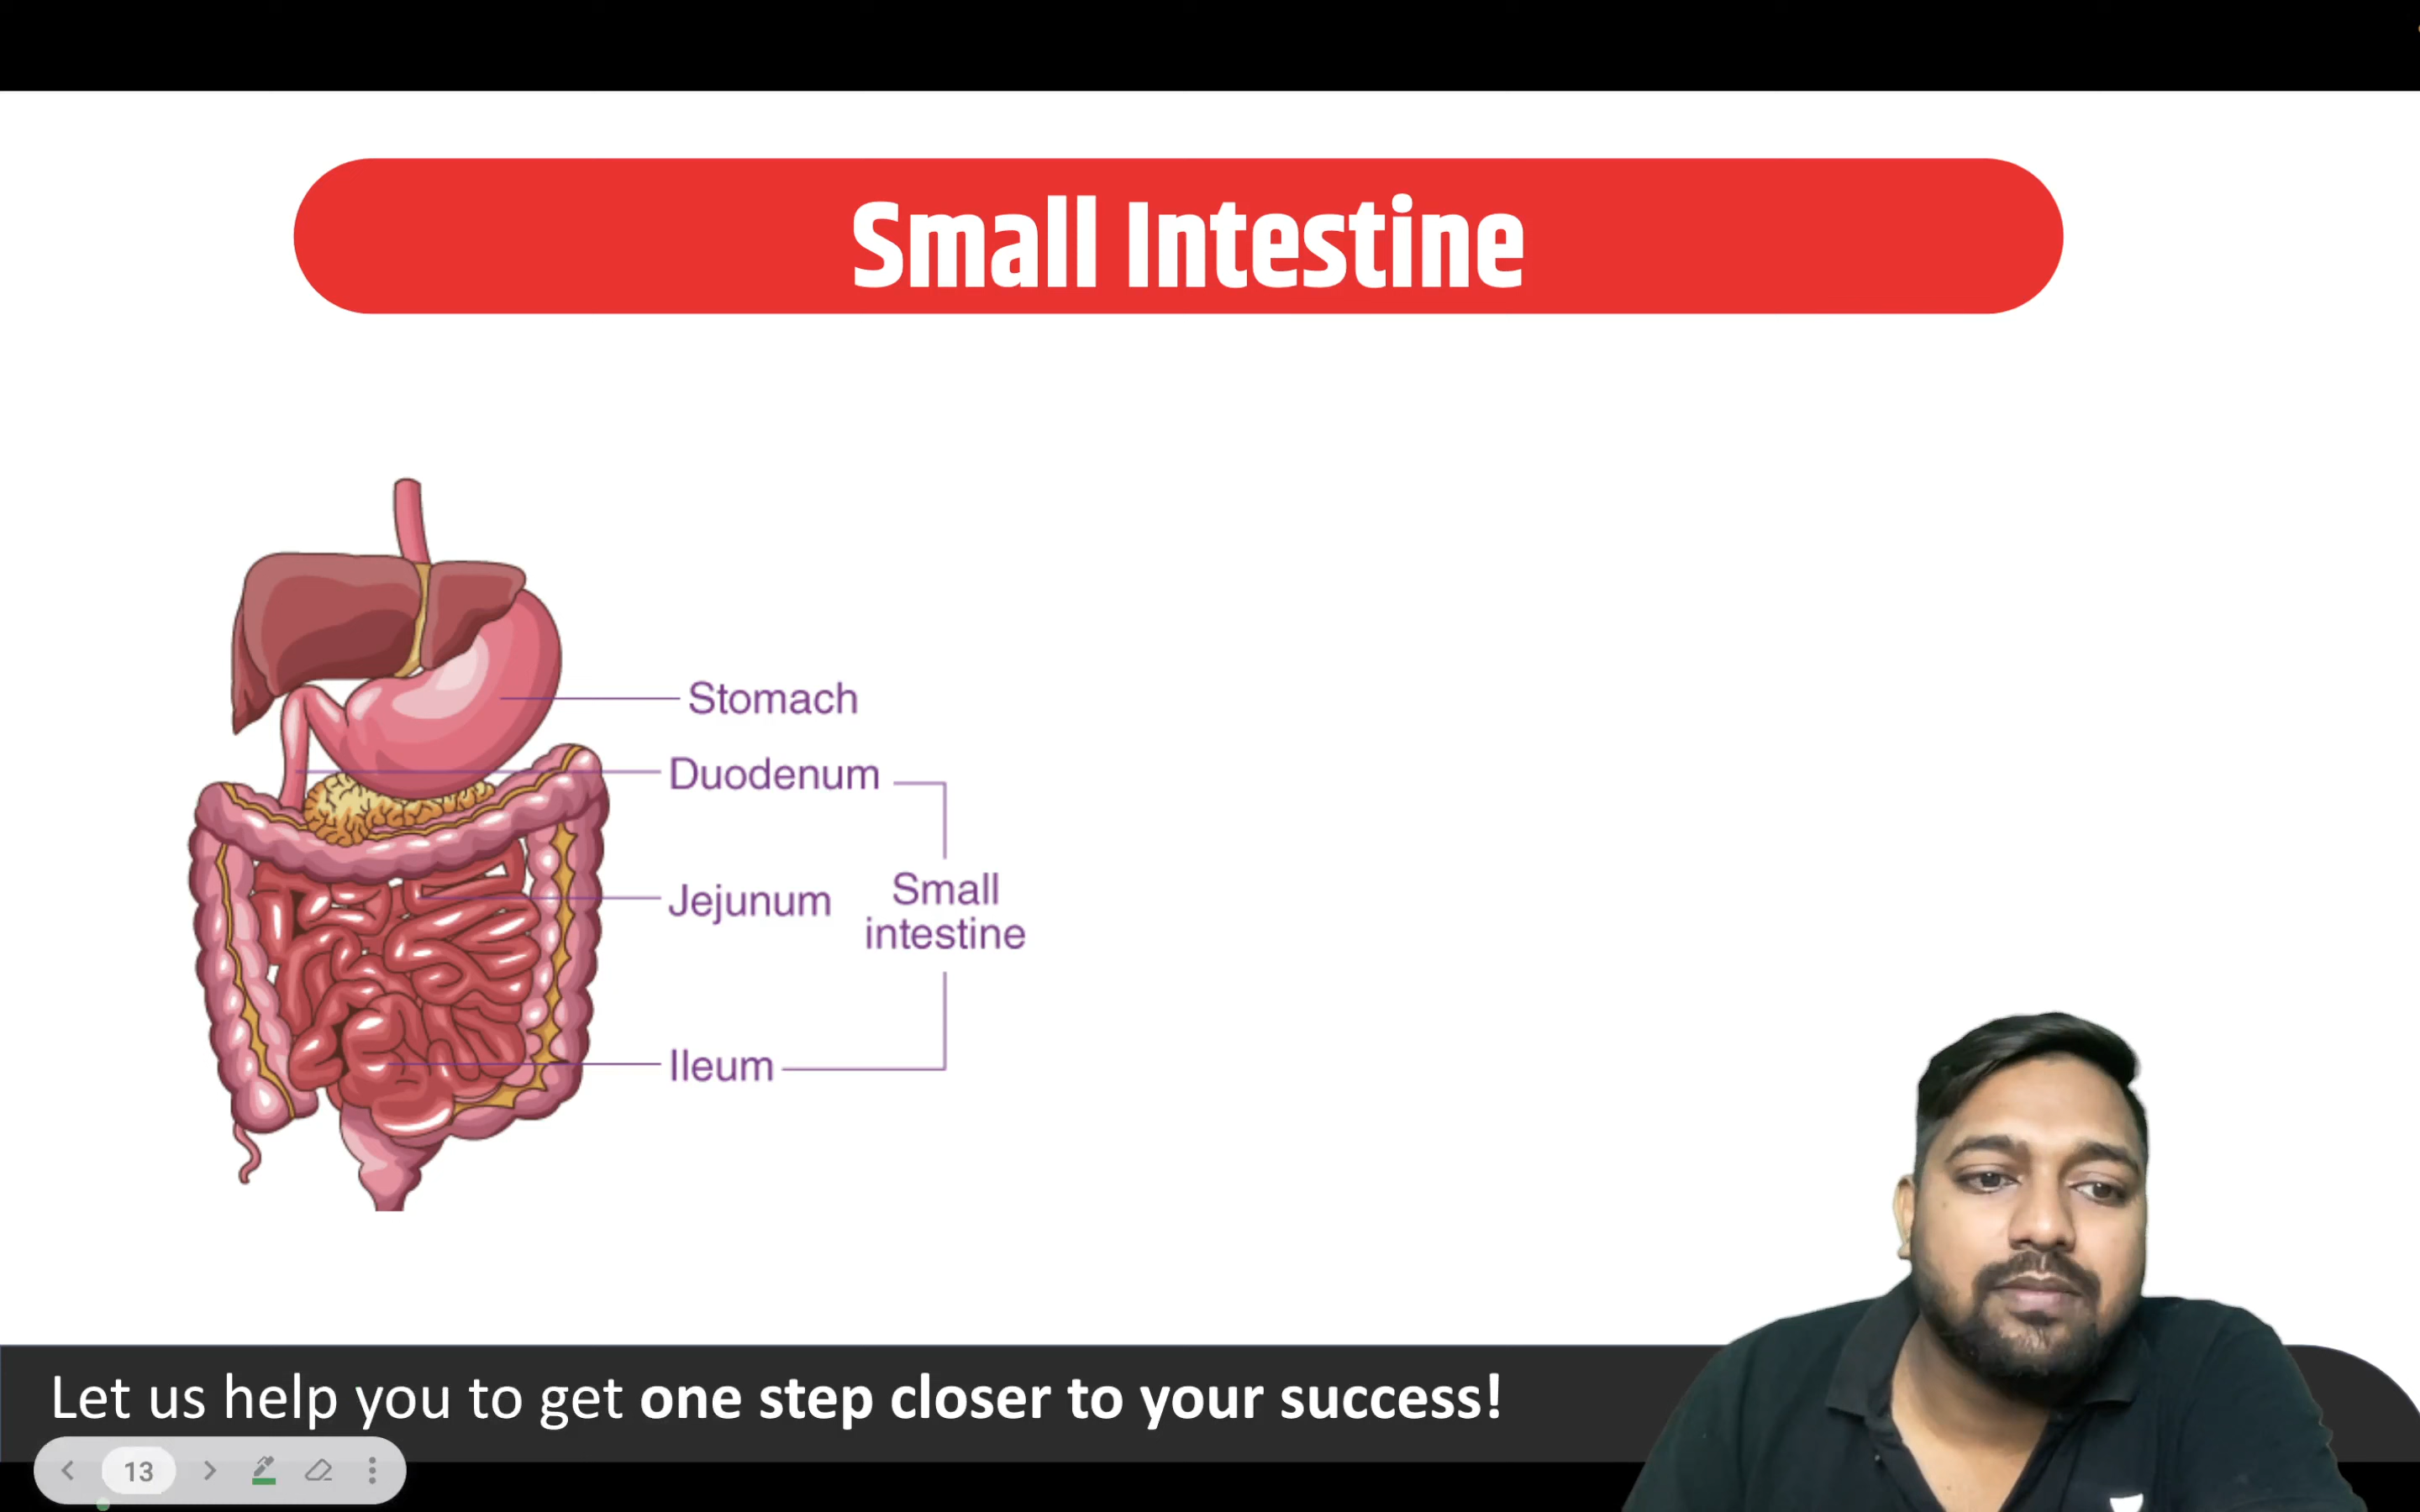 Small Intestine
Stomach
Duodenum
Jejunum
Small
intestine
Ileum
Let us help you to get one step closer to your success!
13